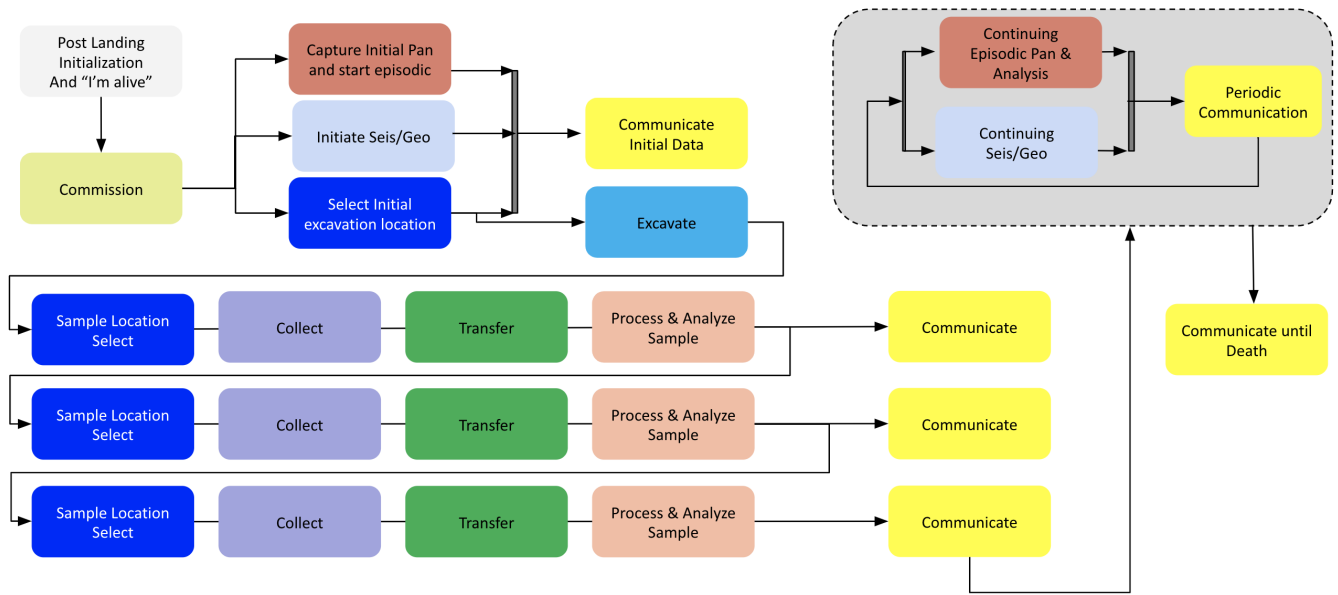 Post Landing
Initialization
And “I’m alive”
Commission
Capture Initial Pan
and start episodic
Initiate Seis/Geo
Select Initial
excavation location
Communicate
Initial Data
Excavate
Continuing
Episodic Pan &
Analysis
Continuing
Seis/Geo
Periodic
Communication
Communicate until
Death
Sample Location
Select
Collect
Transfer
Process & Analyze
Sample
Communicate
Sample Location
Select
Collect
Transfer
Process & Analyze
Sample
Communicate
Sample Location
Select
Collect
Transfer
Process & Analyze
Sample
Communicate